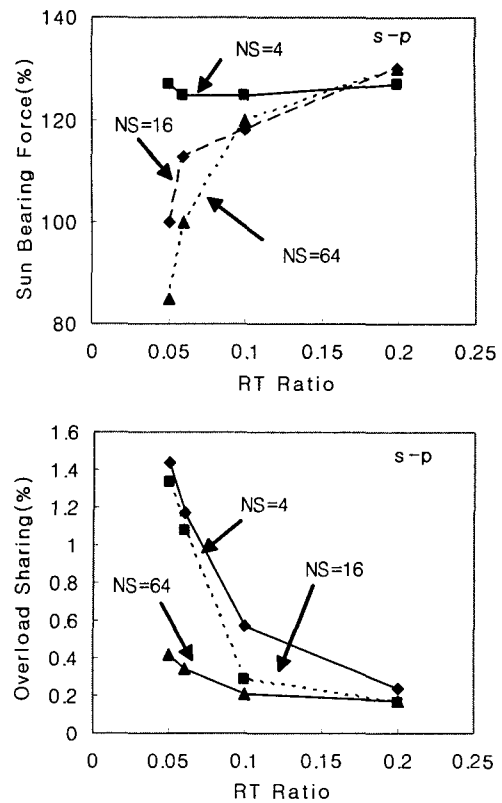 140
s-p
NS=4
120
NS=16
100
NS=64
80
Sun Bearing Force(%)
0 0.05 0.1 0.15 0.2 0.25
RT Ratio
1.6
s-p
1.4
1.2
NS=4
1
0.8
NS=64
NS=16
0.6
0.4
0.2
0
Overload Sharing(%)
0 0.05 0.1 0.15 0.2 0.25
RT Ratio